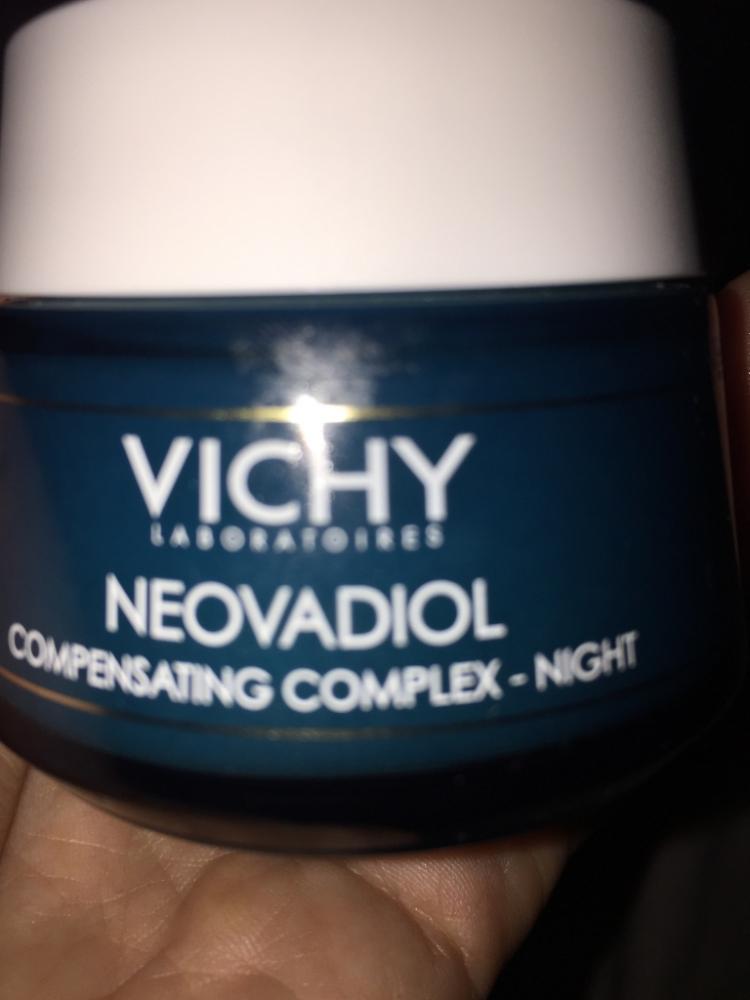 VICHY
LABORATOIRES
NEOVADIOL
COMPENSATING COMPLEX - NIGHT